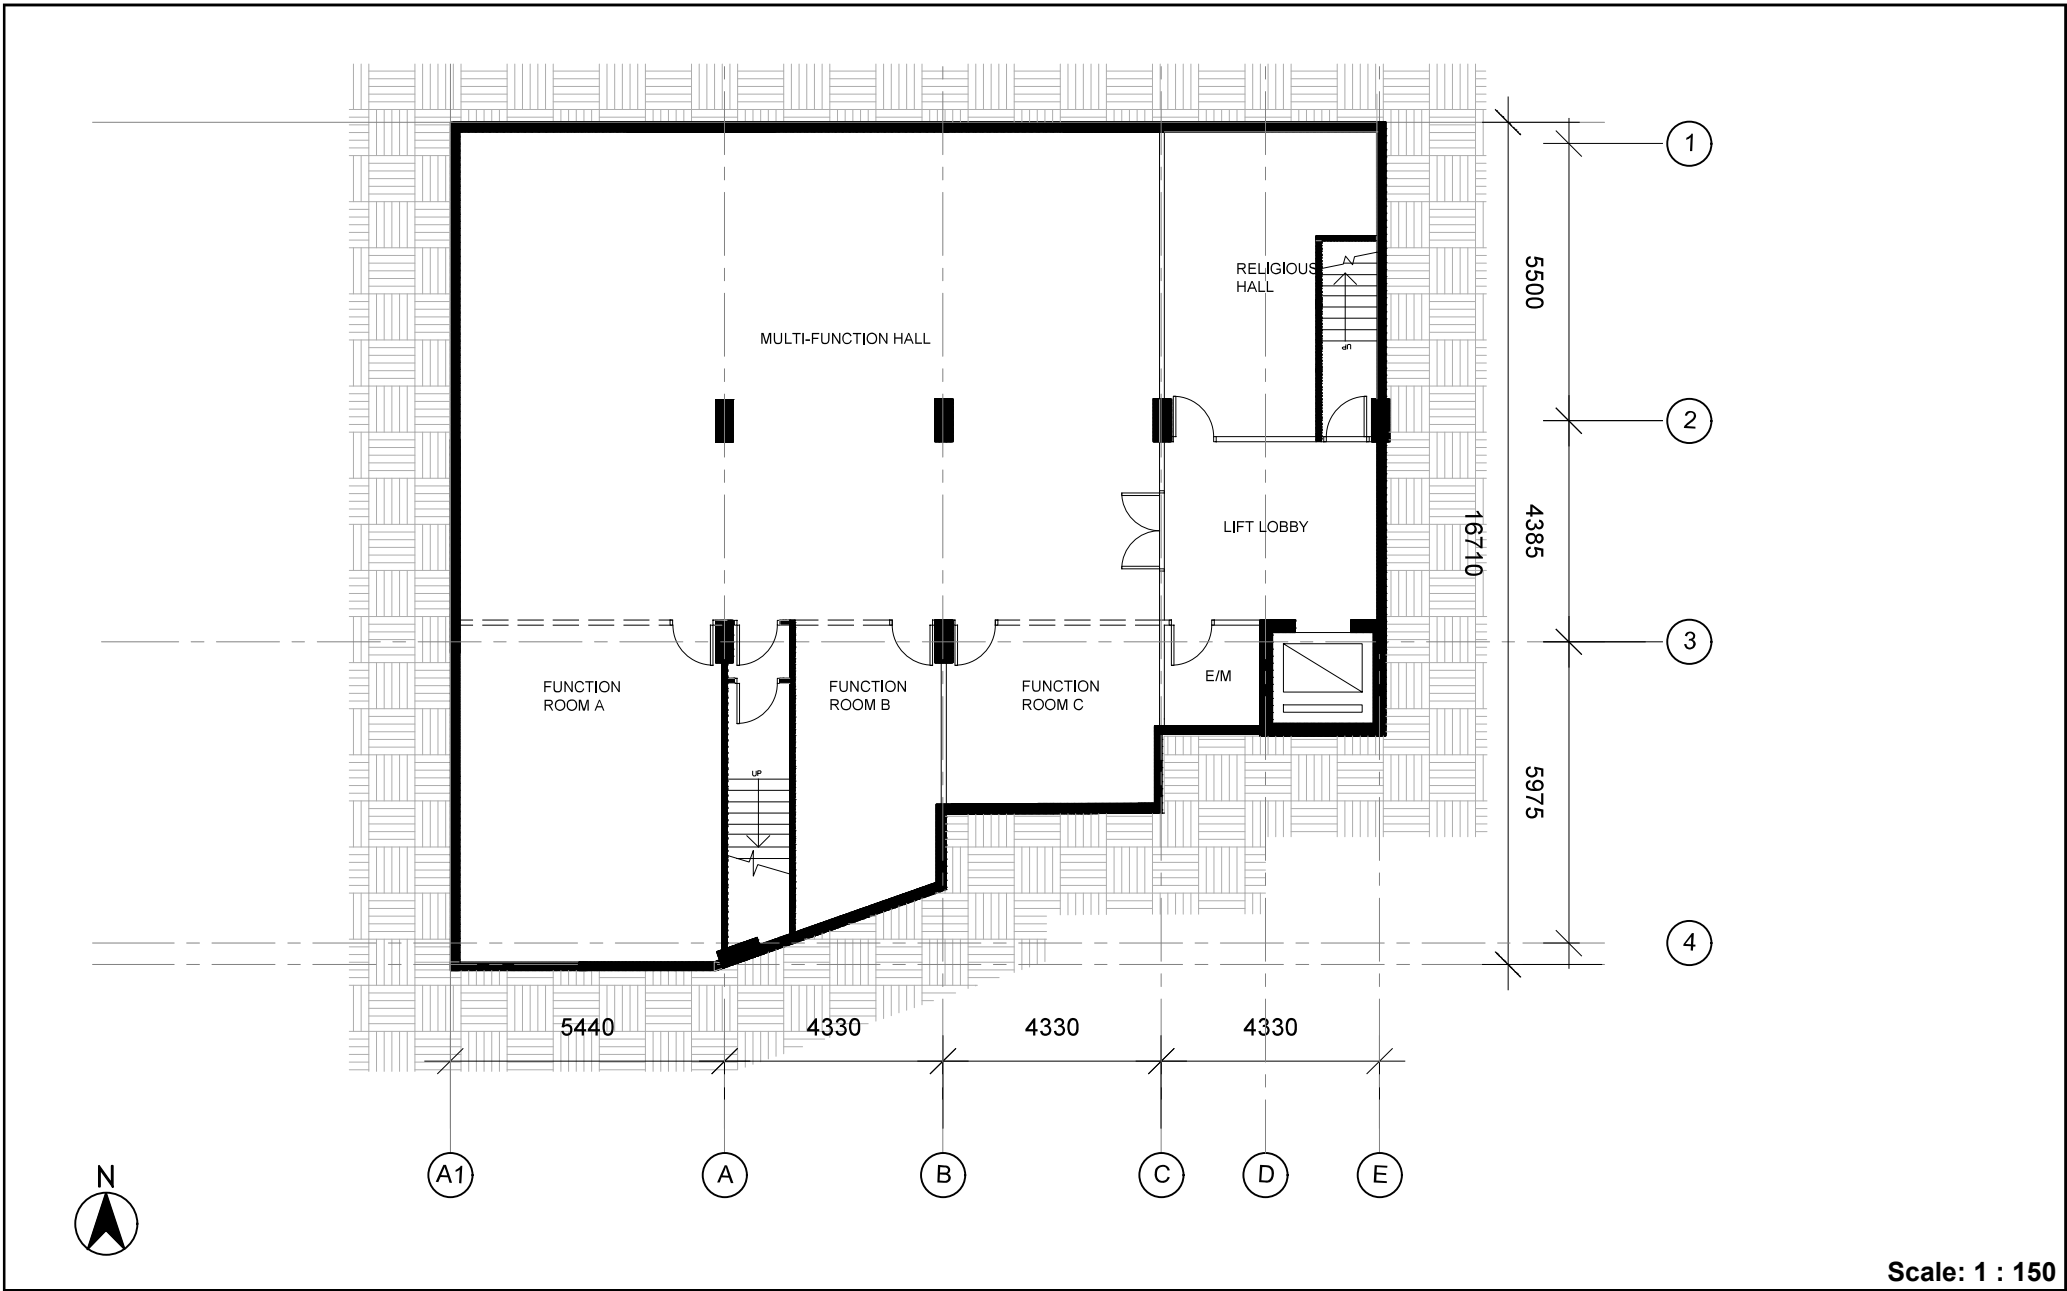 1
RELIGIOUS
HALL
5500
MULTI-FUNCTION HALL
UP
2
LIFT LOBBY
4385
16710
3
FUNCTION
ROOM A
FUNCTION
ROOM B
FUNCTION
ROOM C
E/M
UP
5975
4
5440
4330
4330
4330
A1
A
B
C
D
E
N
Scale: 1 : 150